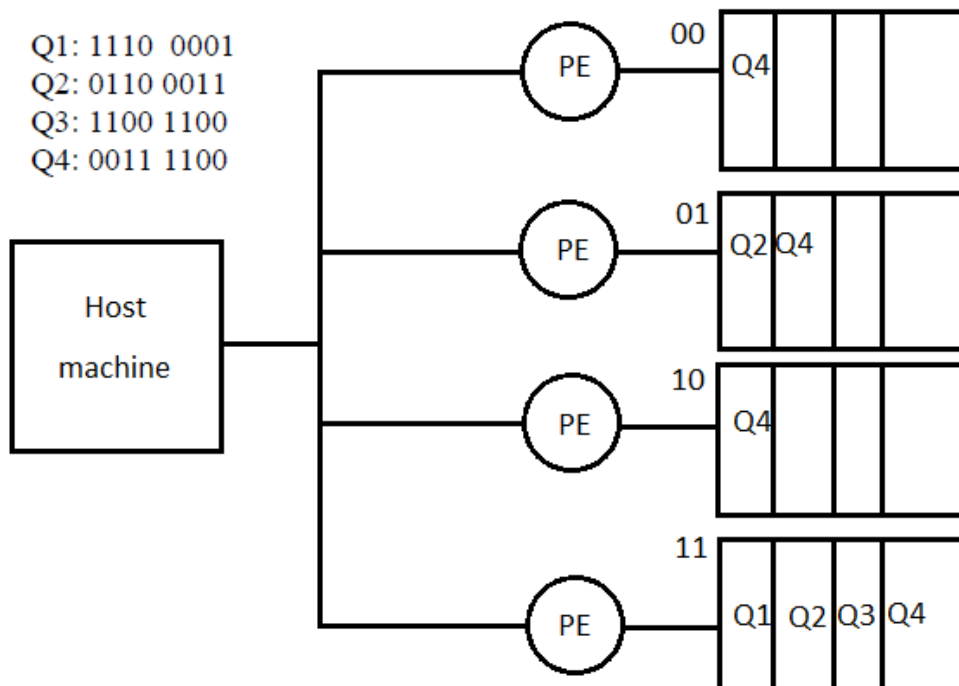 Q1: 1110 0001
Q2: 0110 0011
Q3: 1100 1100
Q4: 0011 1100
Host
machine
PE
00
Q4
PE
01
Q2 Q4
PE
10
Q4
PE
11
Q1 Q2 Q3 Q4